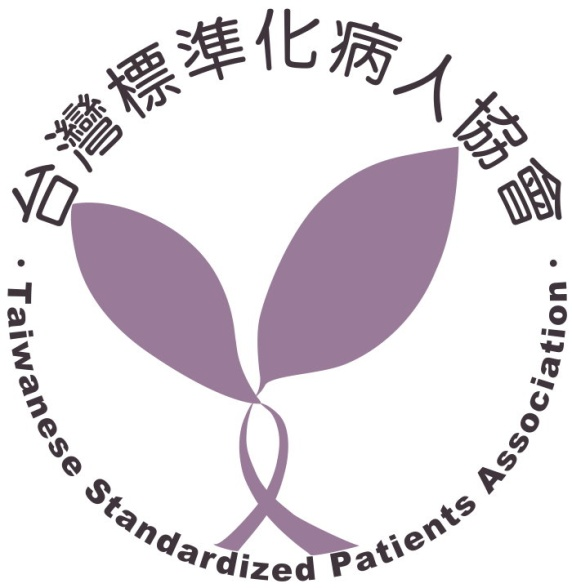 台灣標準化病人協會
· Taiwanese Standardized Patients Association ·